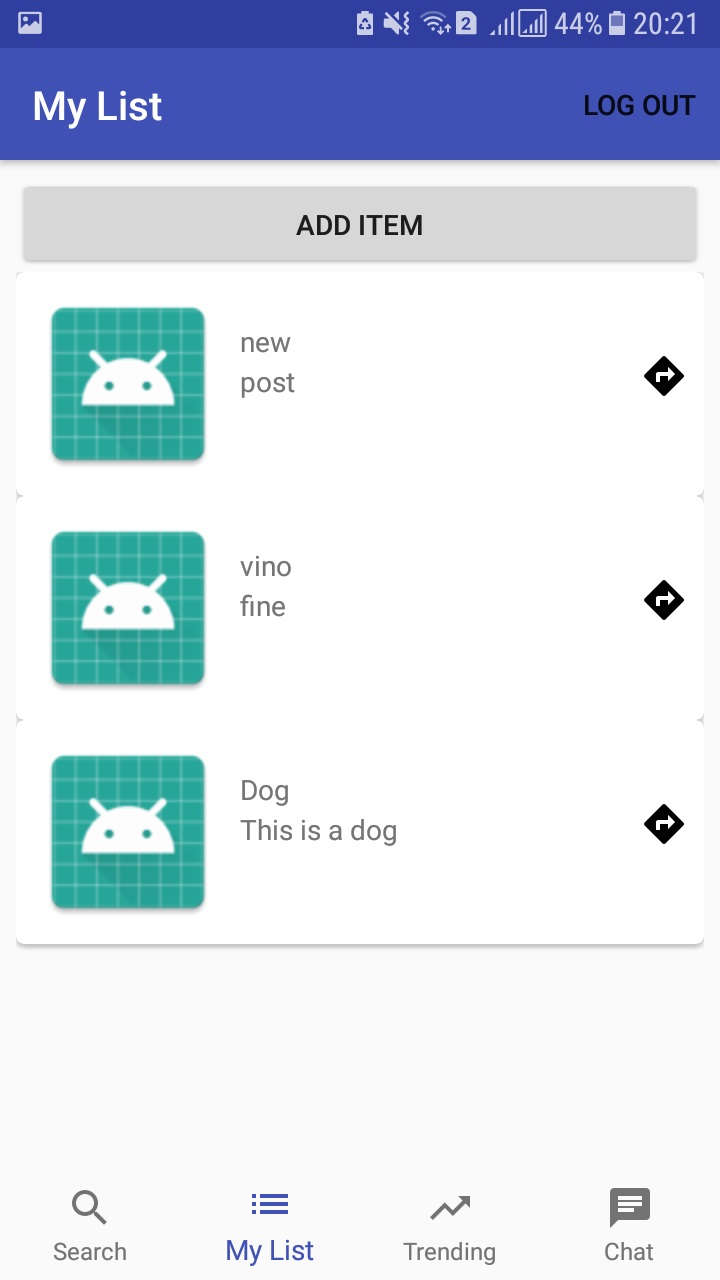 2 44% 20:21
My List LOG OUT
ADD ITEM
new
post
vino
fine
Dog
This is a dog
Search My List Trending Chat